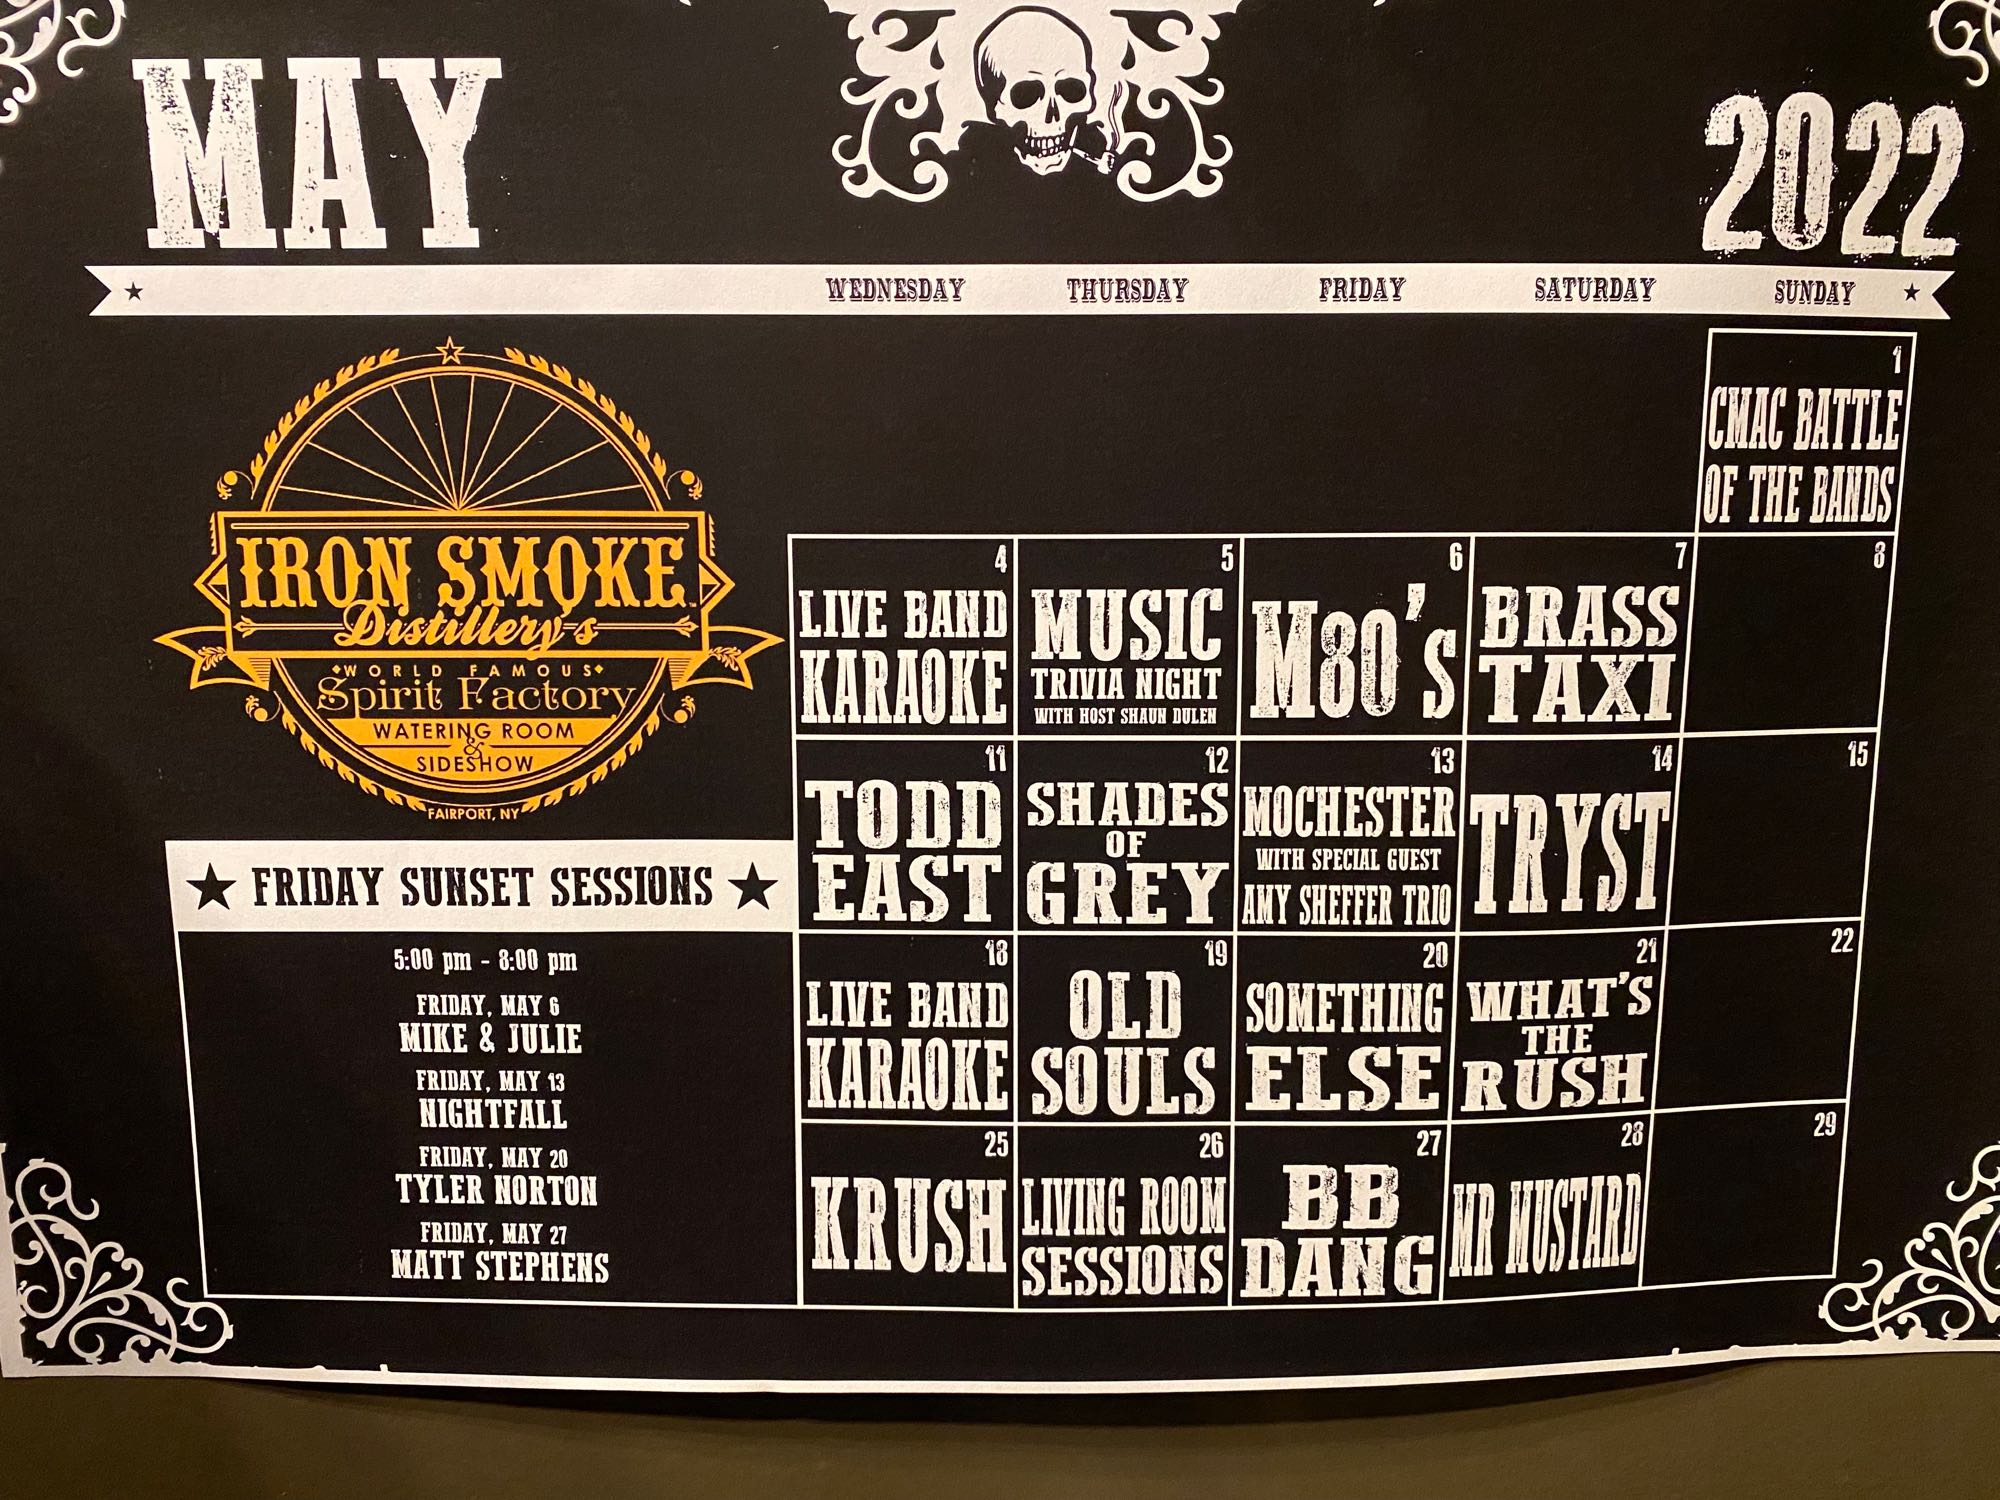 MAY
2022
WEDNESDAY THURSDAY FRIDAY SATURDAY SUNDAY
IRON SMOKE
Distillery's
WORLD FAMOUS
Spirit Factory
WATERING ROOM
&
SIDESHOW
FAIRPORT, NY
FRIDAY SUNSET SESSIONS
5:00 pm - 8:00 pm
FRIDAY, MAY 6
MIKE & JULIE
FRIDAY, MAY 13
NIGHTFALL
FRIDAY, MAY 20
TYLER NORTON
FRIDAY, MAY 27
MATT STEPHENS
1
CMAC BATTLE
OF THE BANDS
4
LIVE BAND
KARAOKE
5
MUSIC
TRIVIA NIGHT
WITH HOST SHAUN DULEN
6
M80's
7
BRASS
TAXI
8
11
TODD
EAST
12
SHADES
OF
GREY
13
MOCHESTER
WITH SPECIAL GUEST
AMY SHEFFER TRIO
14
TRYST
15
18
LIVE BAND
KARAOKE
19
OLD
SOULS
20
SOMETHING
ELSE
21
WHAT'S
THE
RUSH
22
25
KRUSH
26
LIVING ROOM
SESSIONS
27
BB
DANG
28
MR MUSTARD
29